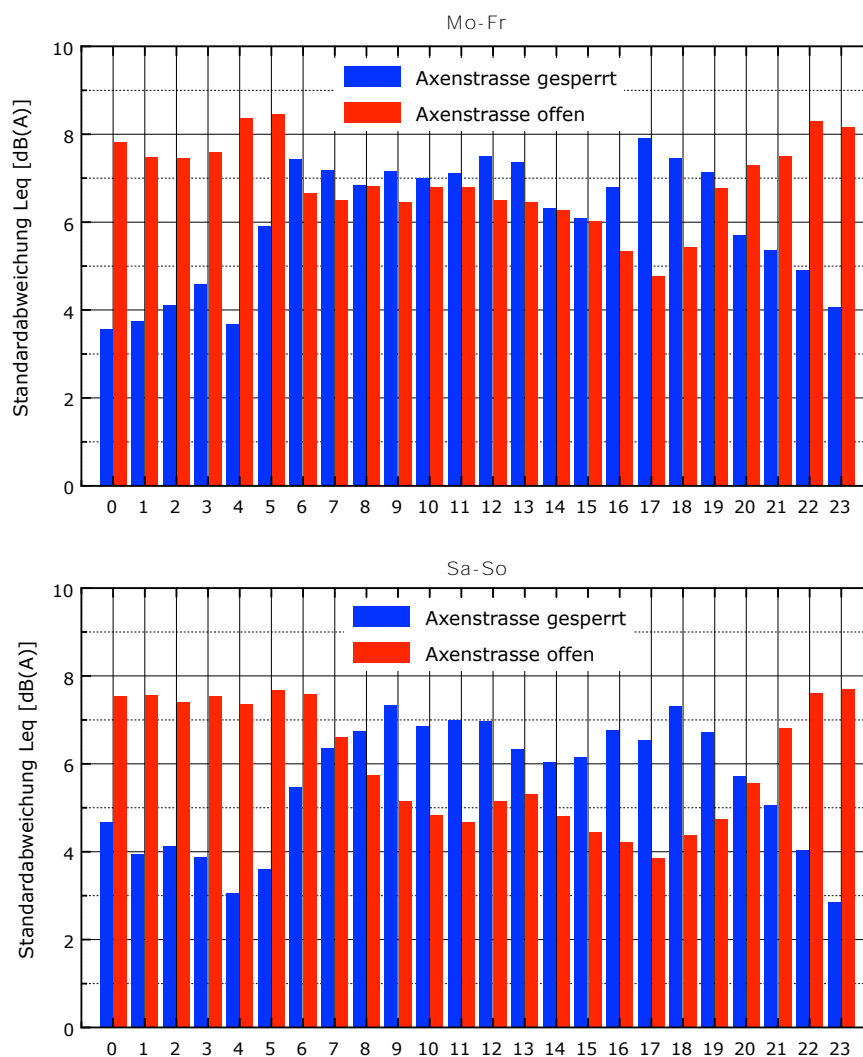 Mo-Fr
10
Axenstrasse gesperrt
Axenstrasse offen
8
6
4
2
0
Standardabweichung Leq [dB(A)]
0 1 2 3 4 5 6 7 8 9 10 11 12 13 14 15 16 17 18 19 20 21 22 23
Sa-So
10
Axenstrasse gesperrt
Axenstrasse offen
8
6
4
2
0
Standardabweichung Leq [dB(A)]
0 1 2 3 4 5 6 7 8 9 10 11 12 13 14 15 16 17 18 19 20 21 22 23